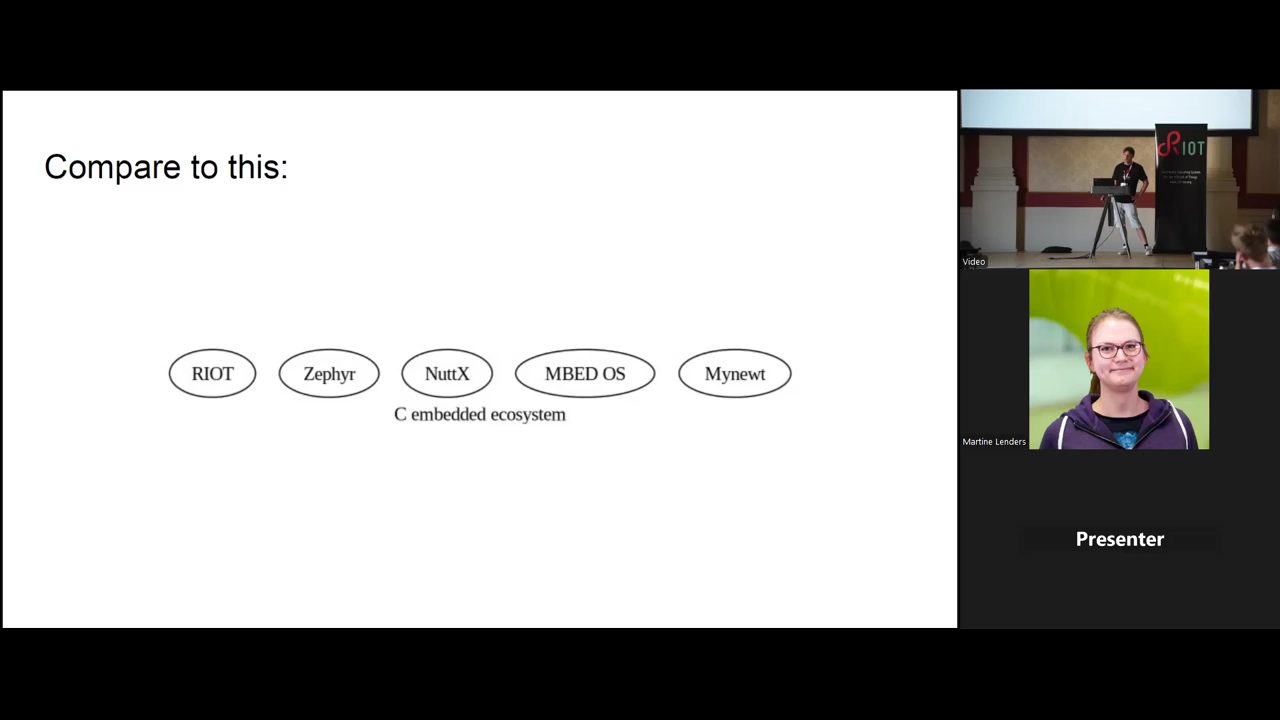 Compare to this:
RIOT Zephyr NuttX MBED OS Mynewt
C embedded ecosystem
RIOT
Video
Martine Lenders
Presenter